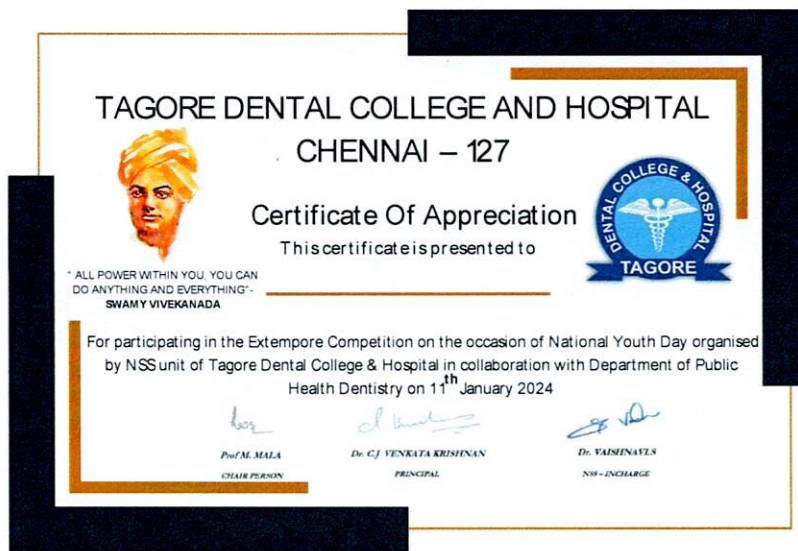 TAGORE DENTAL COLLEGE AND HOSPITAL
CHENNAI – 127
DENTAL COLLEGE & HOSPITAL
TAGORE
Certificate Of Appreciation
This certificate is presented to
" ALL POWER WITHIN YOU, YOU CAN
DO ANYTHING AND EVERYTHING"-
SWAMY VIVEKANADA
For participating in the Extempore Competition on the occasion of National Youth Day organised
by NSS unit of Tagore Dental College & Hospital in collaboration with Department of Public
Health Dentistry on 11th January 2024
Prof M. MALA
CHAIR PERSON
Dr. C.J VENKATA KRISHNAN
PRINCIPAL
Dr. VAISHNAVI.S
NSS – INCHARGE